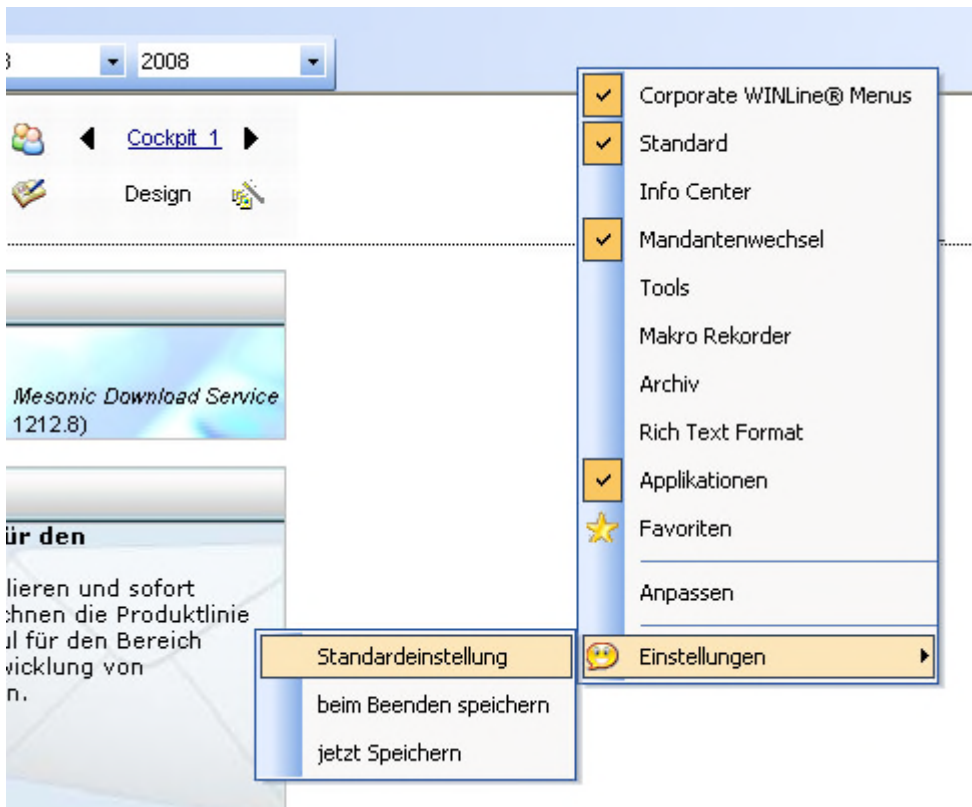 2008
Cockpit 1
Design
Mesonic Download Service
1212.8)
ür den
lieren und sofort
die Produktlinie
für den Bereich
wicklung von
n.
Corporate WINLine® Menus
Standard
Info Center
Mandantenwechsel
Tools
Makro Rekorder
Archiv
Rich Text Format
Applikationen
Favoriten
Anpassen
Einstellungen
Standardeinstellung
beim Beenden speichern
jetzt Speichern